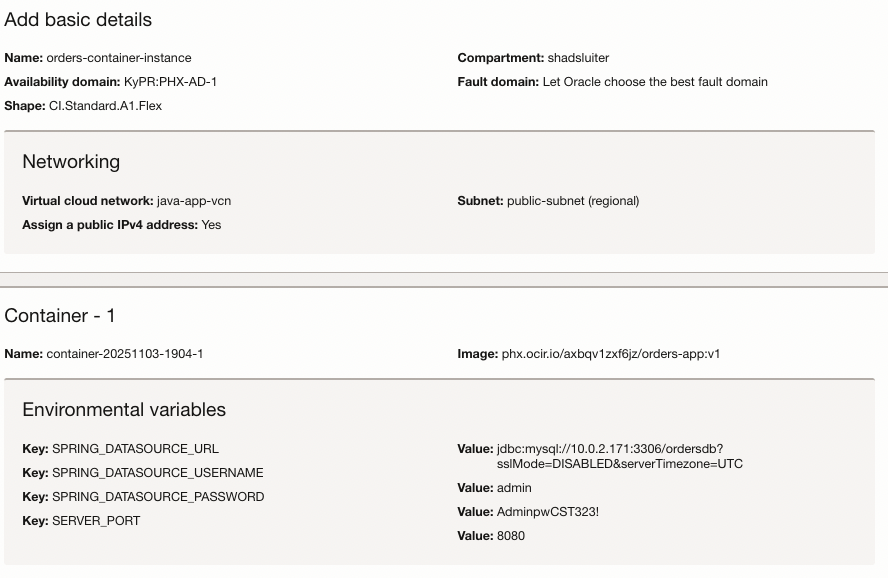 Add basic details
Name: orders-container-instance
Compartment: shadsluiter
Availability domain: KyPR:PHX-AD-1
Fault domain: Let Oracle choose the best fault domain
Shape: CI.Standard.A1.Flex
Networking
Virtual cloud network: java-app-vcn
Subnet: public-subnet (regional)
Assign a public IPv4 address: Yes
Container - 1
Name: container-20251103-1904-1
Image: phx.ocir.io/axbqv1zxf6jz/orders-app:v1
Environmental variables
Key: SPRING_DATASOURCE_URL
Value: jdbc:mysql://10.0.2.171:3306/ordersdb?
sslMode=DISABLED&serverTimezone=UTC
Key: SPRING_DATASOURCE_USERNAME
Value: admin
Key: SPRING_DATASOURCE_PASSWORD
Value: AdminpwCST323!
Key: SERVER_PORT
Value: 8080